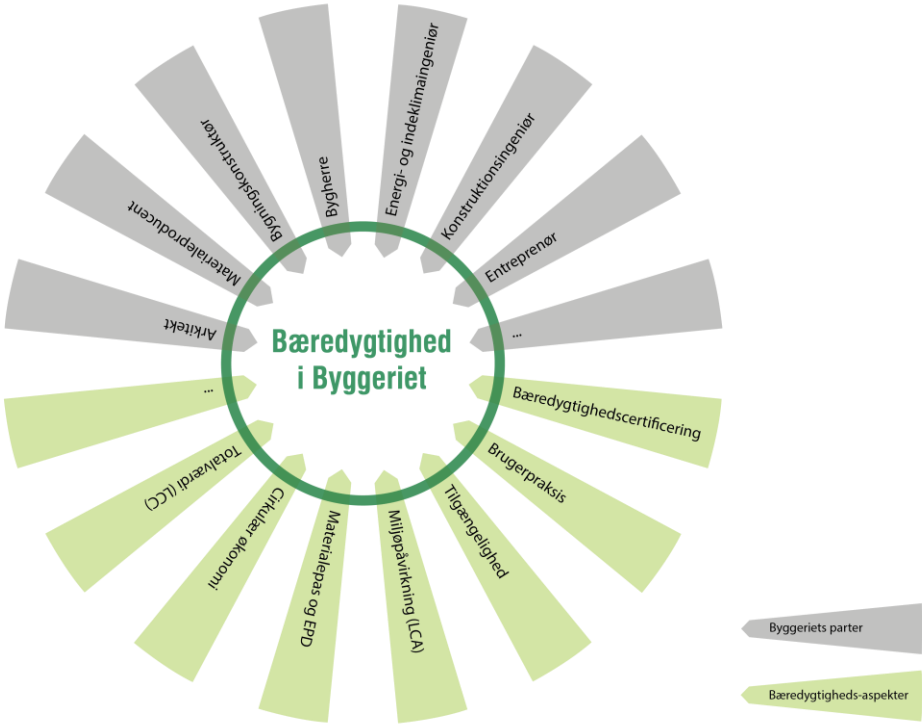 Bæredygtighed
i Byggeriet
Arkitekt
Materialeproducent
Bygningskonstruktør
Bygherre
Energi- og indeklimaingeniør
Konstruktionsingeniør
Entreprenør
...
Bæredygtighedscertificering
Brugerpraksis
Tilgængelighed
Miljøpåvirkning (LCA)
Materialepas og EPD
Cirkulær økonomi
Totalværdi (LCC)
...
Byggeriets parter
Bæredygtigheds-aspekter